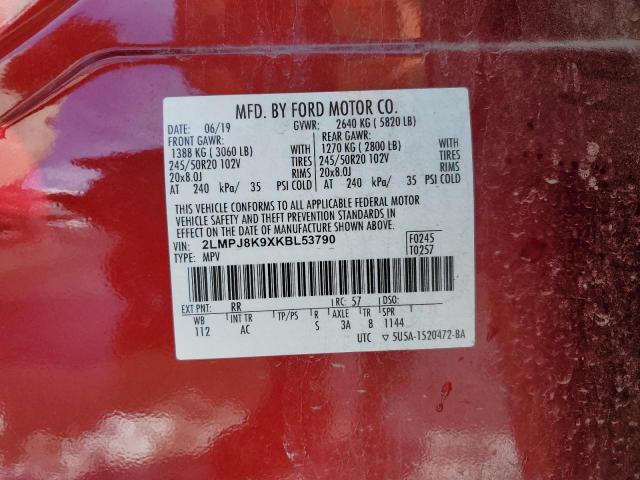 MFD. BY FORD MOTOR CO.
DATE: 06/19 GVWR: 2640 KG ( 5820 LB)
FRONT GAWR: REAR GAWR:
1388 KG ( 3060 LB) 1270 KG ( 2800 LB)
245/50R20 102V TIRES 245/50R20 102V TIRES
20x8.0J RIMS 20x8.0J RIMS
AT 240 kPa/ 35 PSI COLD AT 240 kPa/ 35 PSI COLD
THIS VEHICLE CONFORMS TO ALL APPLICABLE FEDERAL MOTOR
VEHICLE SAFETY AND THEFT PREVENTION STANDARDS IN
EFFECT ON THE DATE OF MANUFACTURE SHOWN ABOVE.
VIN: 2LMPJ8K9XKBL53790 F0245
TYPE: MPV T0257
EXT PNT: RR RC: 57 DSO:
WB INT TR TP/PS R AXLE TR SPR
112 AC S 3A 8 1144
UTC ▽ 5U5A-1520472-BA